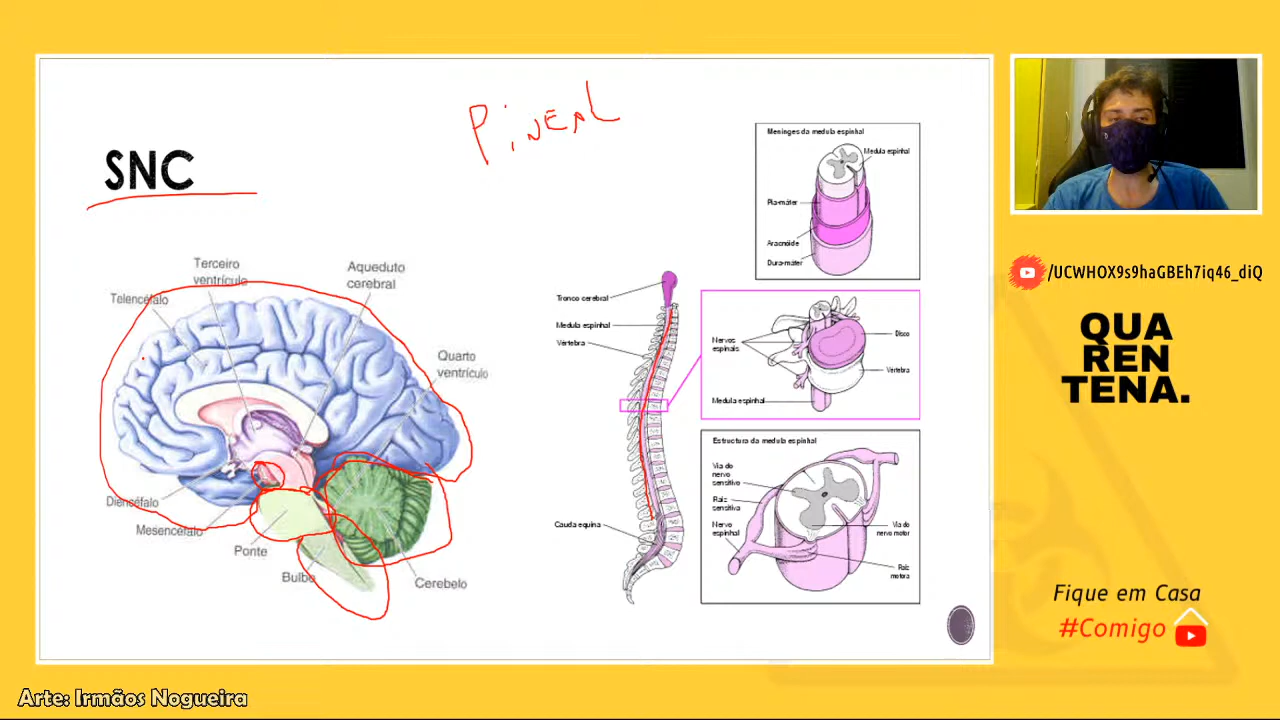 PiNEAL
SNC
Terceiro
ventrículo
Aqueduto
cerebral
Telencéfalo
Quarto
ventrículo
Diencéfalo
Mesencéfalo
Ponte
Bulbo
Cerebelo
Tronco cerebral
Medula espinhal
Vértebra
Cauda equina
Meninges da medula espinhal
Medula espinhal
Pia-máter
Aracnóide
Dura-máter
Nervos
espinais
Disco
Vértebra
Medula espinhal
Estrutura da medula espinhal
Via do
nervo
sensitivo
Raiz
sensitiva
Nervo
espinhal
Via do
nervo motor
Raiz
motora
/UCWHOX9s9haGBEh7iq46_diQ
QUA
REN
TENA.
Fique em Casa
#Comigo
Arte: Irmãos Nogueira